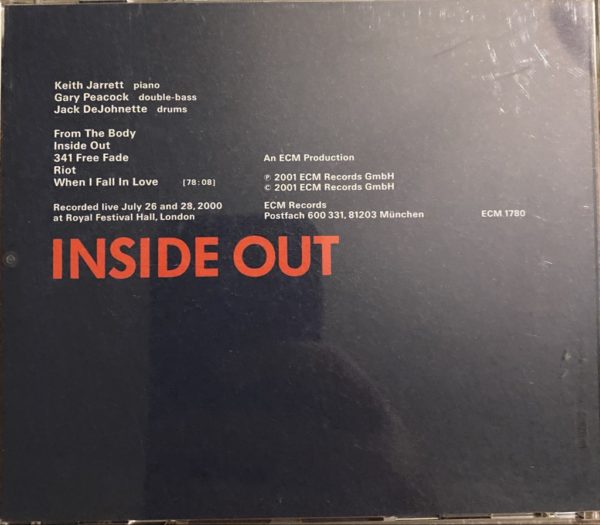 Keith Jarrett piano
Gary Peacock double-bass
Jack DeJohnette drums
From The Body
Inside Out
341 Free Fade
Riot
When I Fall In Love [78:08]
An ECM Production
℗ 2001 ECM Records GmbH
© 2001 ECM Records GmbH
Recorded live July 26 and 28, 2000
at Royal Festival Hall, London
ECM Records
Postfach 600 331, 81203 München
ECM 1780
INSIDE OUT